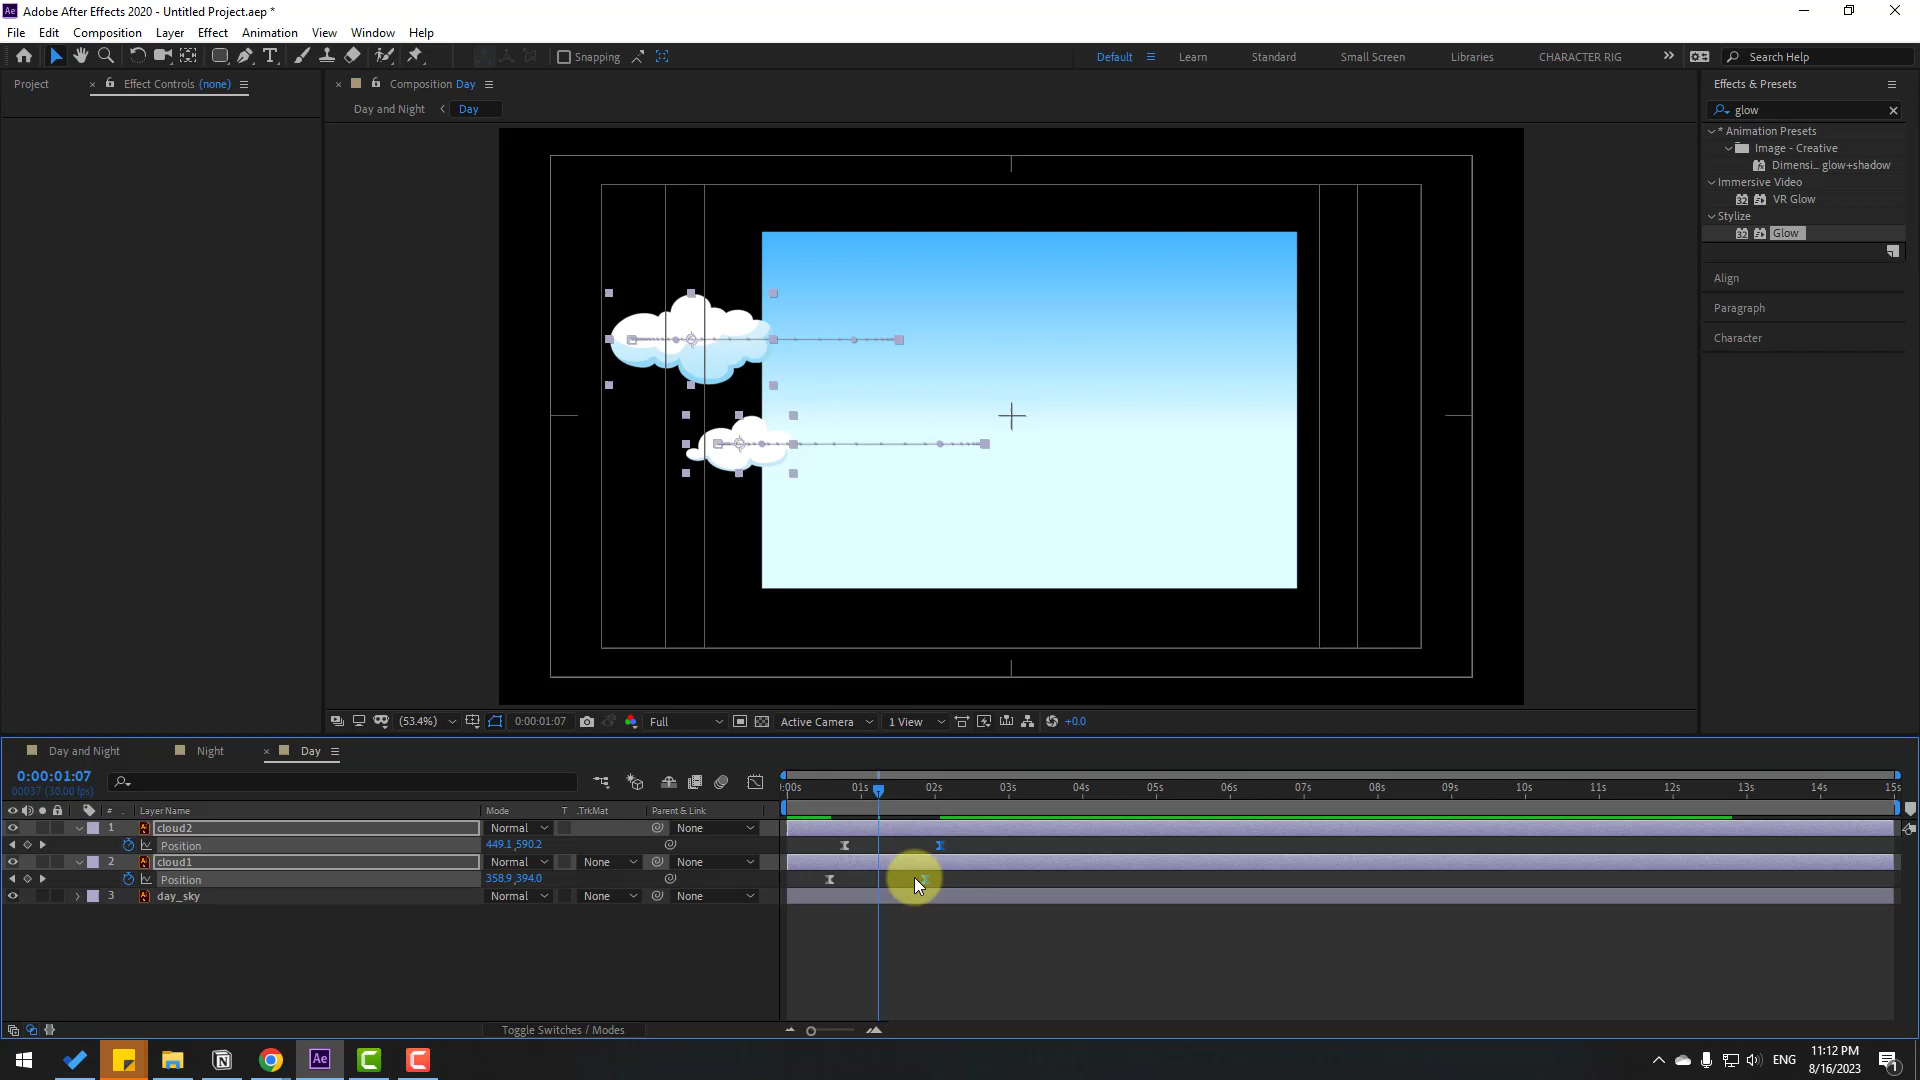 Adobe After Effects 2020 - Untitled Project.aep *
File Edit Composition Layer Effect Animation View Window Help
Snapping
Default Learn Standard Small Screen Libraries CHARACTER RIG Search Help
Project Effect Controls (none)
Composition Day
Day and Night Day
Effects & Presets
glow
* Animation Presets
Image - Creative
Dimensi... glow+shadow
Immersive Video
VR Glow
Stylize
Glow
Align
Paragraph
Character
(53.4%) 0:00:01:07 Full Active Camera 1 View +0.0
Day and Night Night Day
0:00:01:07
00037 (30.00 fps)
:00s 01s 02s 03s 04s 05s 06s 07s 08s 09s 10s 11s 12s 13s 14s 15s
# Layer Name Mode T .TrkMat Parent & Link
1 cloud2 Normal None
Position 449.1,590.2
2 cloud1 Normal None None
Position 358.9,394.0
3 day_sky Normal None None
Toggle Switches / Modes
ENG 11:12 PM
8/16/2023